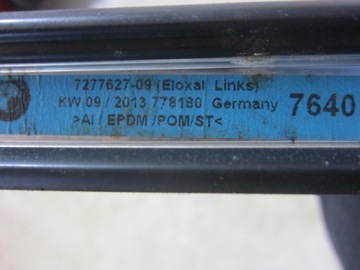 7277627-09 (Eloxal Links)
KW 09 / 2013 778180 Germany 7640
>Al / EPDM /POM/ST<